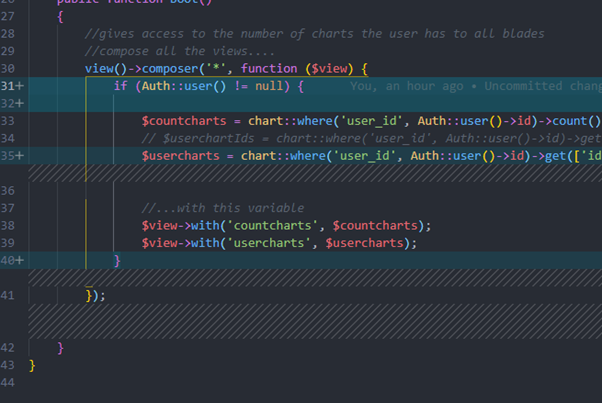 public function boot()
27 {
28 //gives access to the number of charts the user has to all blades
29 //compose all the views....
30 view()->composer('*', function ($view) {
31+ if (Auth::user() != null) { You, an hour ago • Uncommitted chang
32+
33 $countcharts = chart::where('user_id', Auth::user()->id)->count()
34 // $userchartIds = chart::where('user_id', Auth::user()->id)->get
35+ $usercharts = chart::where('user_id', Auth::user()->id)->get(['id
36
37 //...with this variable
38 $view->with('countcharts', $countcharts);
39 $view->with('usercharts', $usercharts);
40+ }
41 });
42 }
43 }
44